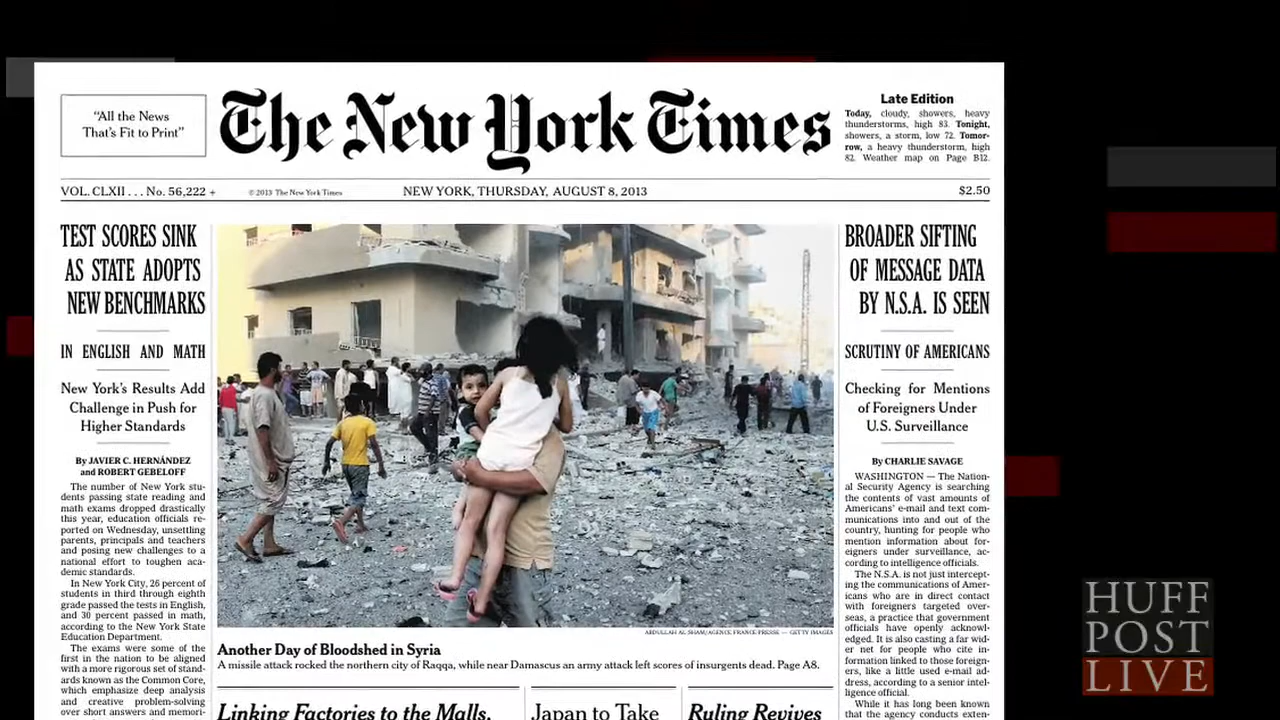 "All the News
That's Fit to Print"
The New York Times
Late Edition
Today, cloudy, showers, heavy
thunderstorms, high 83. Tonight,
showers, a storm, low 72. Tomor-
row, a heavy thunderstorm, high
82. Weather map on Page B12.
VOL. CLXII . . . No. 56,222 +
© 2013 The New York Times
NEW YORK, THURSDAY, AUGUST 8, 2013
$2.50
TEST SCORES SINK
AS STATE ADOPTS
NEW BENCHMARKS
IN ENGLISH AND MATH
New York's Results Add
Challenge in Push for
Higher Standards
By JAVIER C. HERNÁNDEZ
and ROBERT GEBELOFF
The number of New York stu-
dents passing state reading and
math exams dropped drastically
this year, education officials re-
ported on Wednesday, unsettling
parents, principals and teachers
and posing new challenges to a
national effort to toughen aca-
demic standards.
In New York City, 26 percent of
students in third through eighth
grade passed the tests in English,
and 30 percent passed in math,
according to the New York State
Education Department.
The exams were some of the
first in the nation to be aligned
with a more rigorous set of stand-
ards known as the Common Core,
which emphasize deep analysis
and creative problem-solving
over short answers and memori-
ABDULLAH AL-SHAM/AGENCE FRANCE-PRESSE — GETTY IMAGES
Another Day of Bloodshed in Syria
A missile attack rocked the northern city of Raqqa, while near Damascus an army attack left scores of insurgents dead. Page A8.
Linking Factories to the Malls,
Japan to Take
Ruling Revives
BROADER SIFTING
OF MESSAGE DATA
BY N.S.A. IS SEEN
SCRUTINY OF AMERICANS
Checking for Mentions
of Foreigners Under
U.S. Surveillance
By CHARLIE SAVAGE
WASHINGTON — The Nation-
al Security Agency is searching
the contents of vast amounts of
Americans' e-mail and text com-
munications into and out of the
country, hunting for people who
mention information about for-
eigners under surveillance, ac-
cording to intelligence officials.
The N.S.A. is not just intercept-
ing the communications of Amer-
icans who are in direct contact
with foreigners targeted over-
seas, a practice that government
officials have openly acknowl-
edged. It is also casting a far wid-
er net for people who cite in-
formation linked to those foreign-
ers, like a little used e-mail ad-
dress, according to a senior intel-
ligence official.
While it has long been known
that the agency conducts exten-
HUFF
POST
LIVE